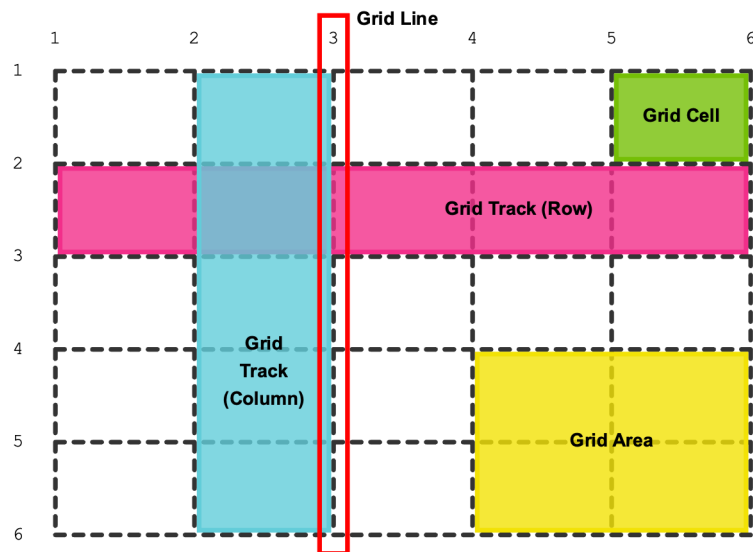 Grid Line
1 2 3 4 5 6
1
Grid Cell
2
Grid Track (Row)
3
Grid
Track
(Column)
4
Grid Area
5
6